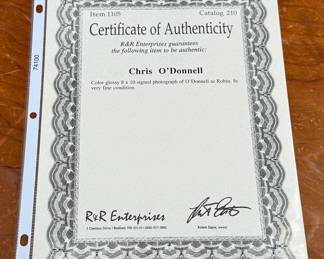 Item 1105 Catalog 210
Certificate of Authenticity
R&R Enterprises guarantees
the following item to be authentic:
Chris O'Donnell
Color glossy 8 x 10 signed photograph of O'Donnell as Robin. In
very fine condition.
R&R Enterprises
74100